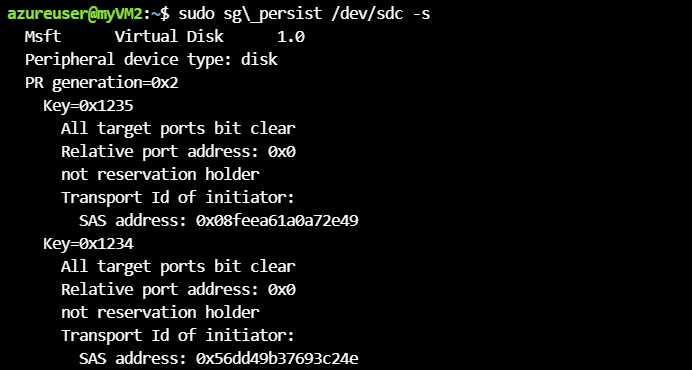 azureuser@myVM2:~$ sudo sg\_persist /dev/sdc -s
Msft Virtual Disk 1.0
Peripheral device type: disk
PR generation=0x2
Key=0x1235
All target ports bit clear
Relative port address: 0x0
not reservation holder
Transport Id of initiator:
SAS address: 0x08feea61a0a72e49
Key=0x1234
All target ports bit clear
Relative port address: 0x0
not reservation holder
Transport Id of initiator:
SAS address: 0x56dd49b37693c24e